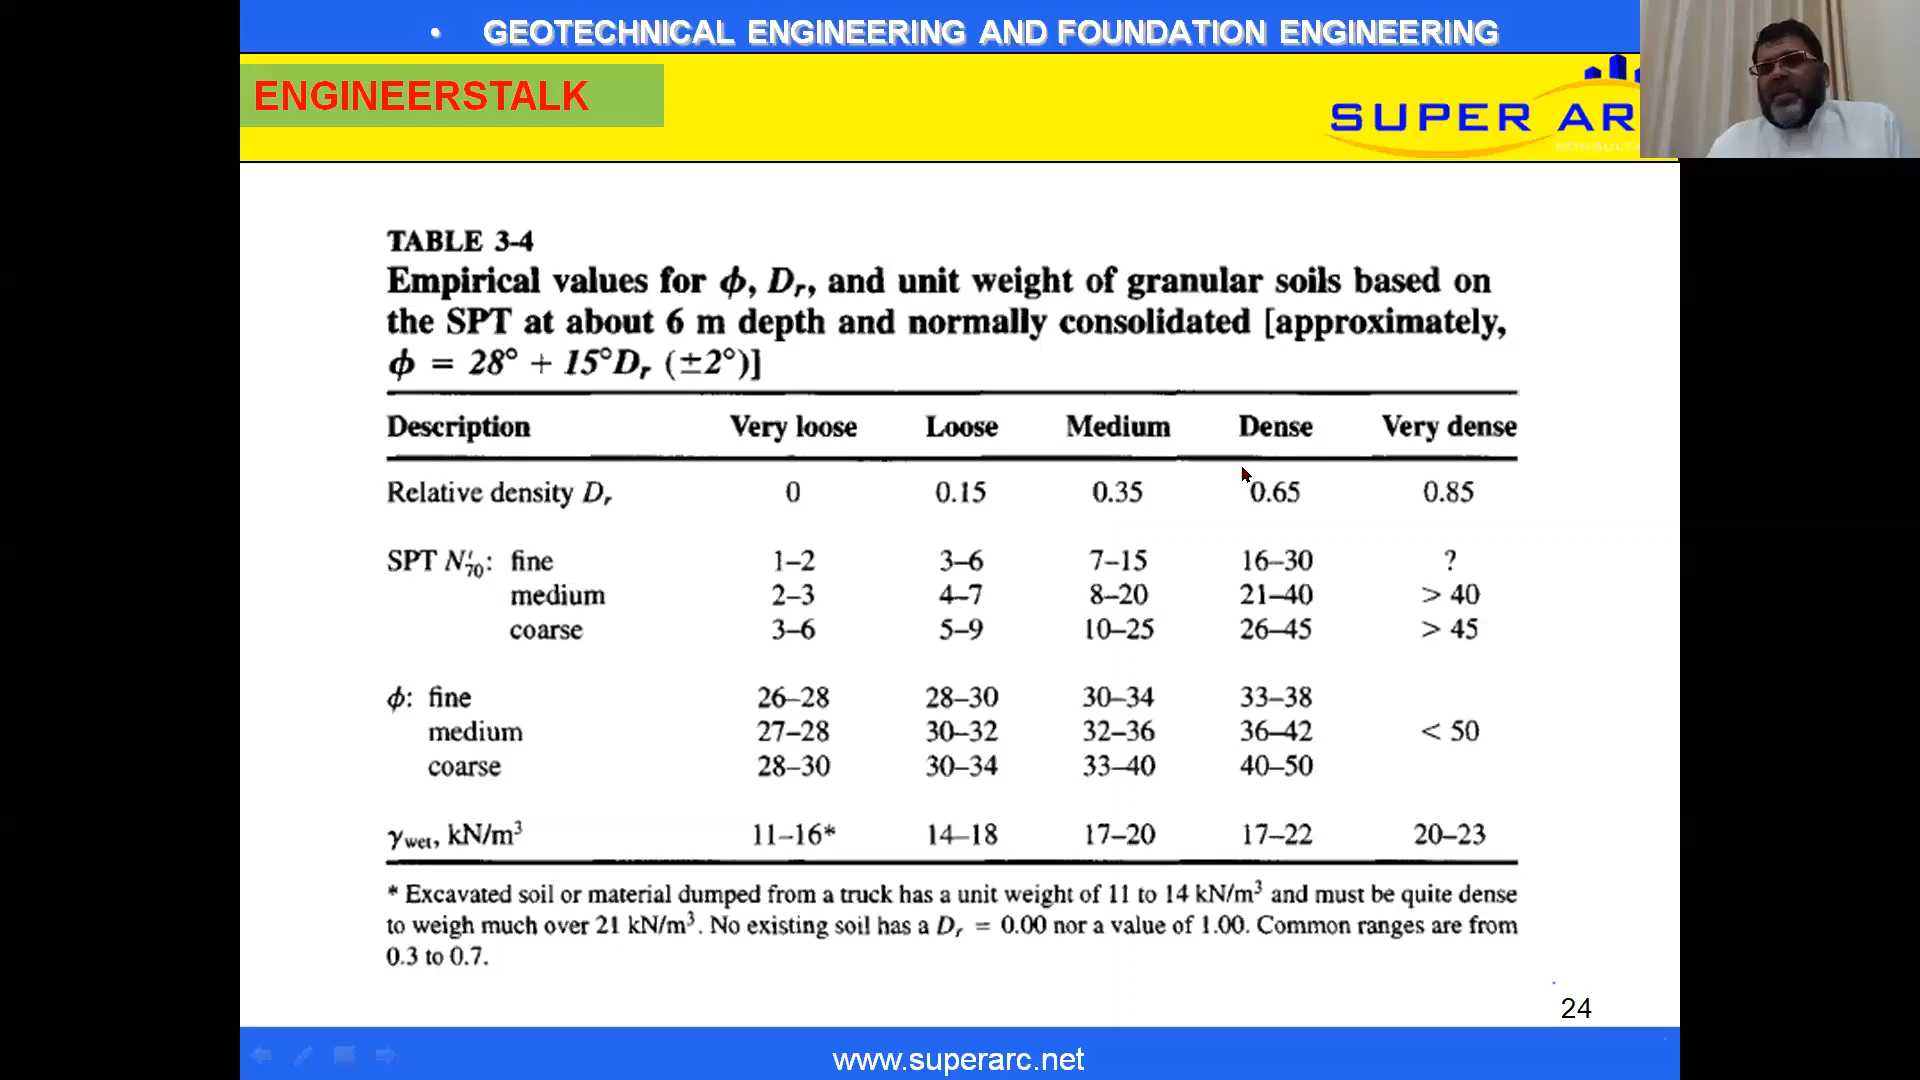 • GEOTECHNICAL ENGINEERING AND FOUNDATION ENGINEERING
ENGINEERSTALK
SUPER AR
CONSULT
TABLE 3-4
Empirical values for ϕ, Dᵣ, and unit weight of granular soils based on
the SPT at about 6 m depth and normally consolidated [approximately,
ϕ = 28° + 15°Dᵣ (±2°)]
Description Very loose Loose Medium Dense Very dense
Relative density Dᵣ 0 0.15 0.35 0.65 0.85
SPT N′₇₀: fine 1–2 3–6 7–15 16–30 ?
medium 2–3 4–7 8–20 21–40 > 40
coarse 3–6 5–9 10–25 26–45 > 45
ϕ: fine 26–28 28–30 30–34 33–38
medium 27–28 30–32 32–36 36–42 < 50
coarse 28–30 30–34 33–40 40–50
γwet, kN/m³ 11–16* 14–18 17–20 17–22 20–23
* Excavated soil or material dumped from a truck has a unit weight of 11 to 14 kN/m³ and must be quite dense
to weigh much over 21 kN/m³. No existing soil has a Dᵣ = 0.00 nor a value of 1.00. Common ranges are from
0.3 to 0.7.
24
www.superarc.net